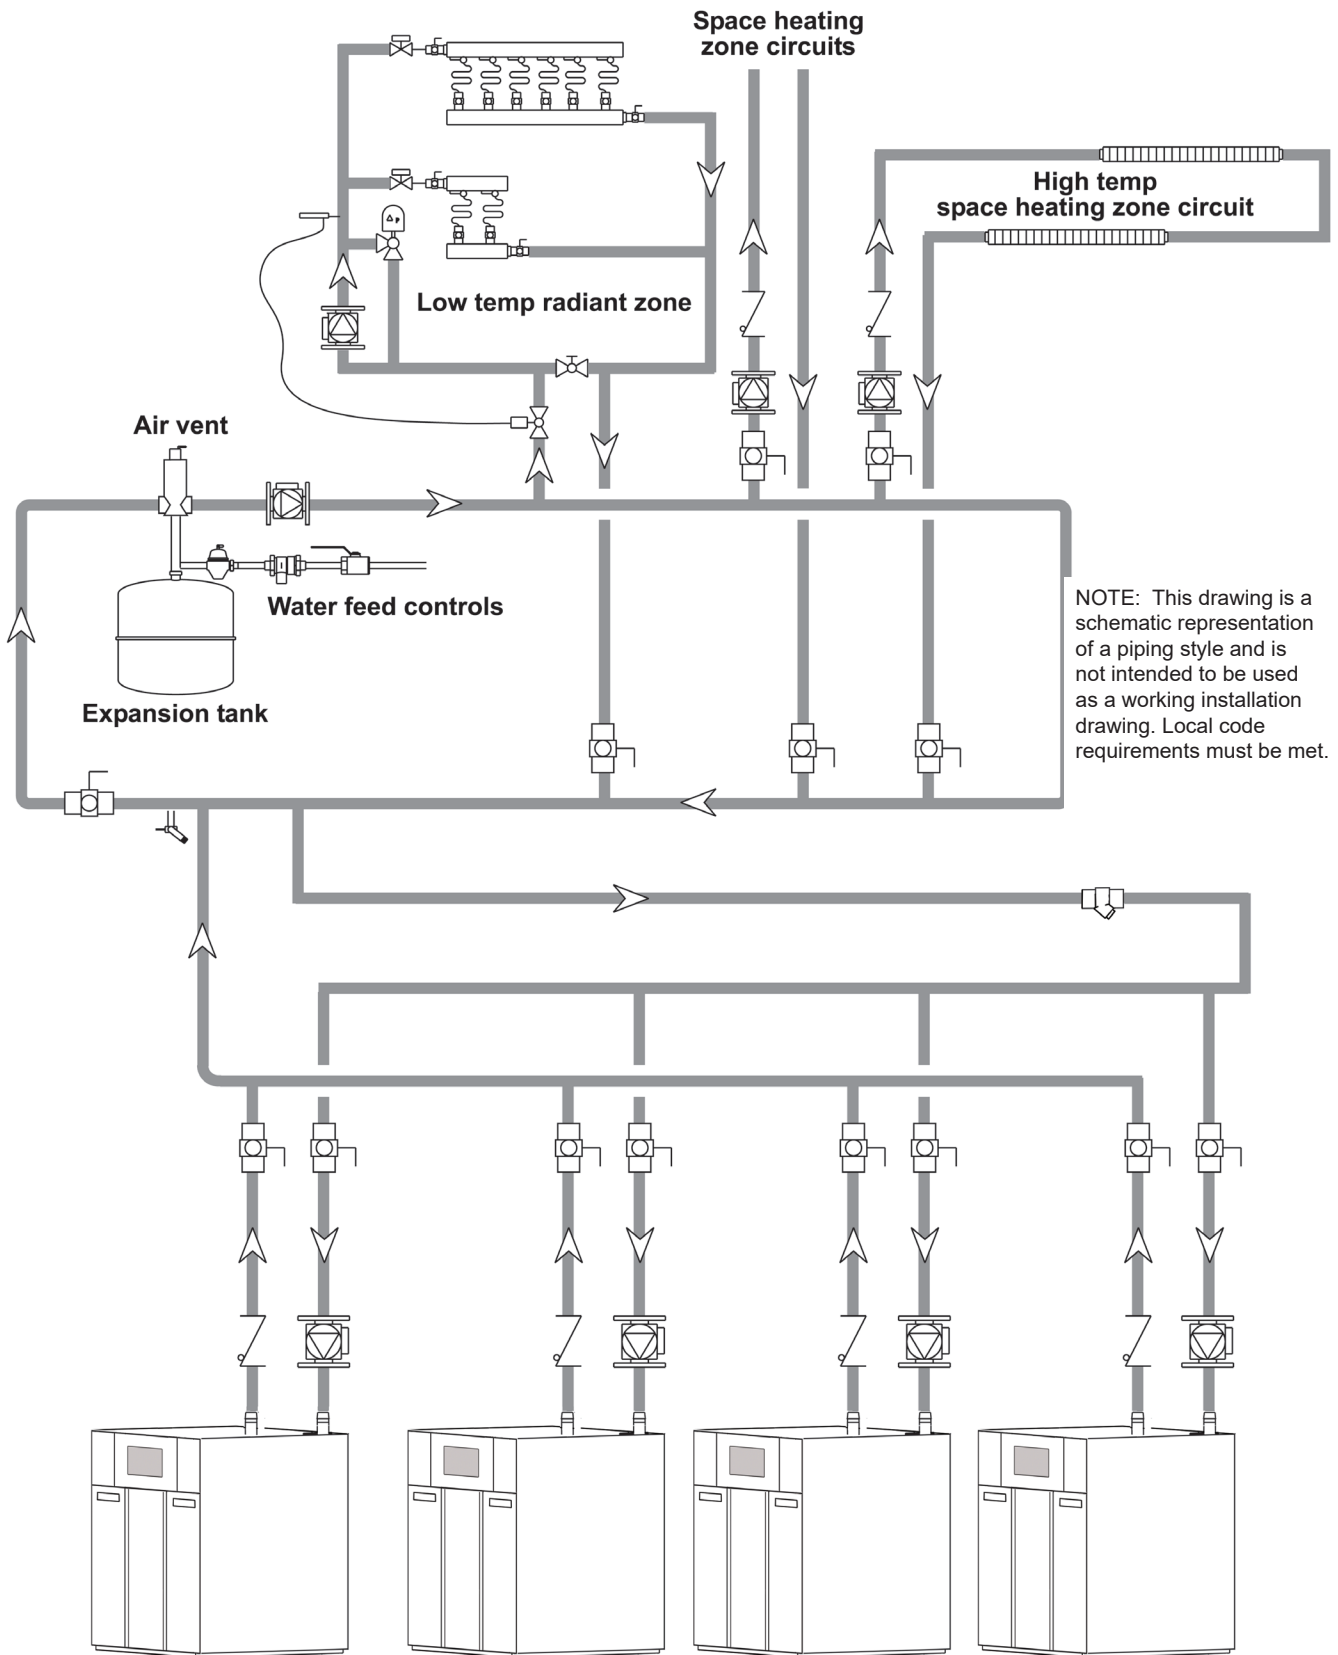 Space heating
zone circuits
High temp
space heating zone circuit
Δ P
Low temp radiant zone
Air vent
Water feed controls
Expansion tank
NOTE:  This drawing is a
schematic representation
of a piping style and is
not intended to be used
as a working installation
drawing. Local code
requirements must be met.